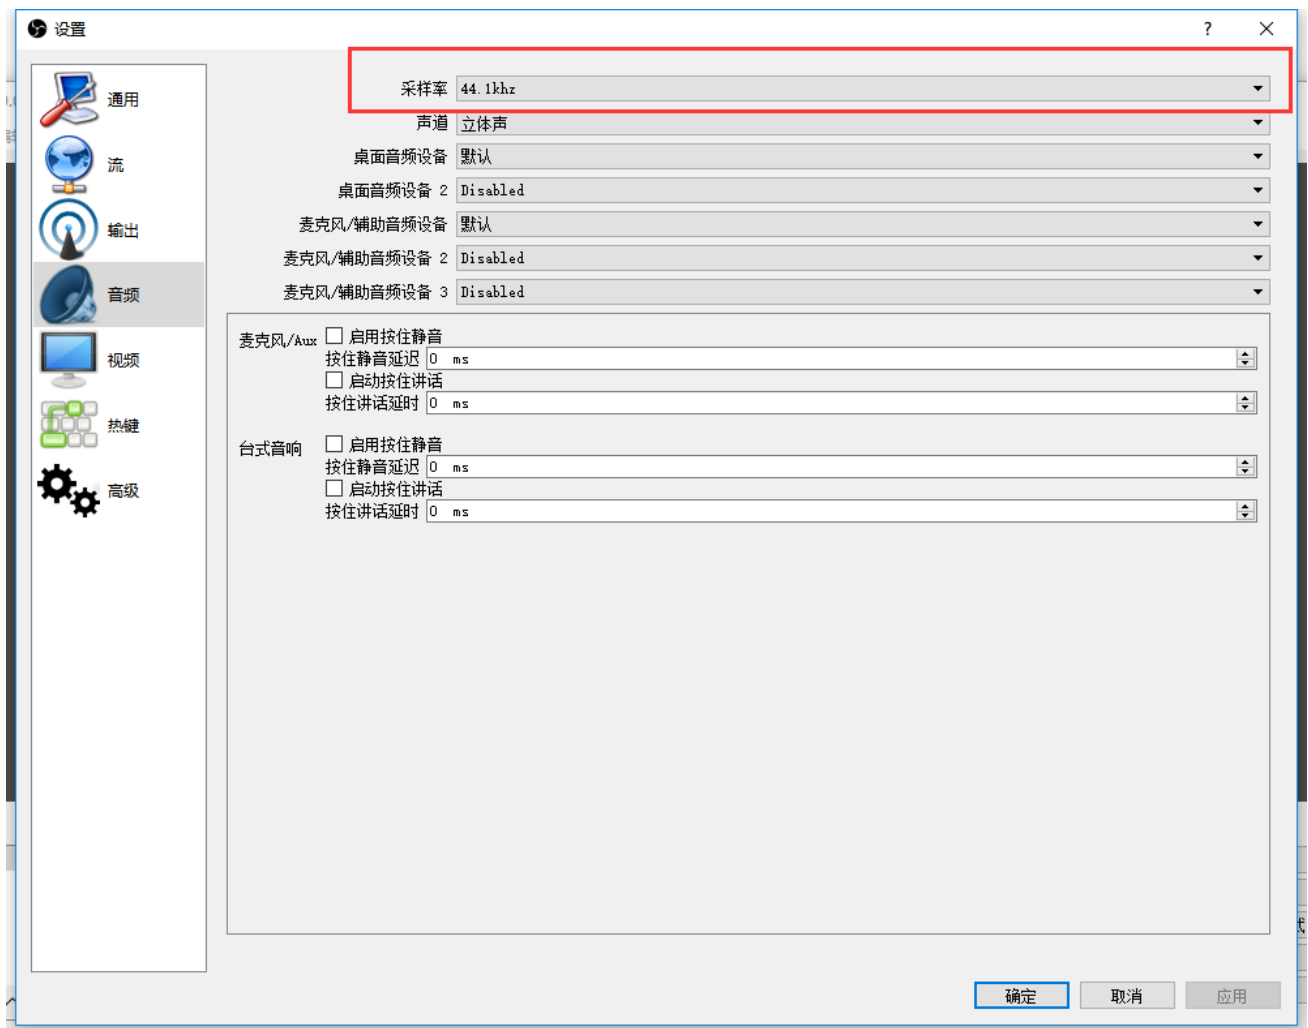 设置
?
通用
流
输出
音频
视频
热键
高级
采样率 44.1khz
声道 立体声
桌面音频设备 默认
桌面音频设备 2 Disabled
麦克风/辅助音频设备 默认
麦克风/辅助音频设备 2 Disabled
麦克风/辅助音频设备 3 Disabled
麦克风/Aux 启用按住静音
按住静音延迟 0 ms
启动按住讲话
按住讲话延时 0 ms
台式音响 启用按住静音
按住静音延迟 0 ms
启动按住讲话
按住讲话延时 0 ms
确定 取消 应用